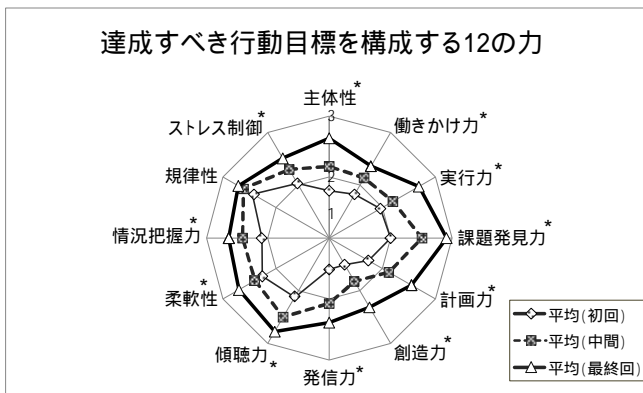 達成すべき行動目標を構成する12の力
主体性*
働きかけ力*
実行力*
課題発見力*
計画力*
創造力*
発信力*
傾聴力*
柔軟性*
情況把握力*
規律性
ストレス制御*
3
2
1
平均(初回)
平均(中間)
平均(最終回)